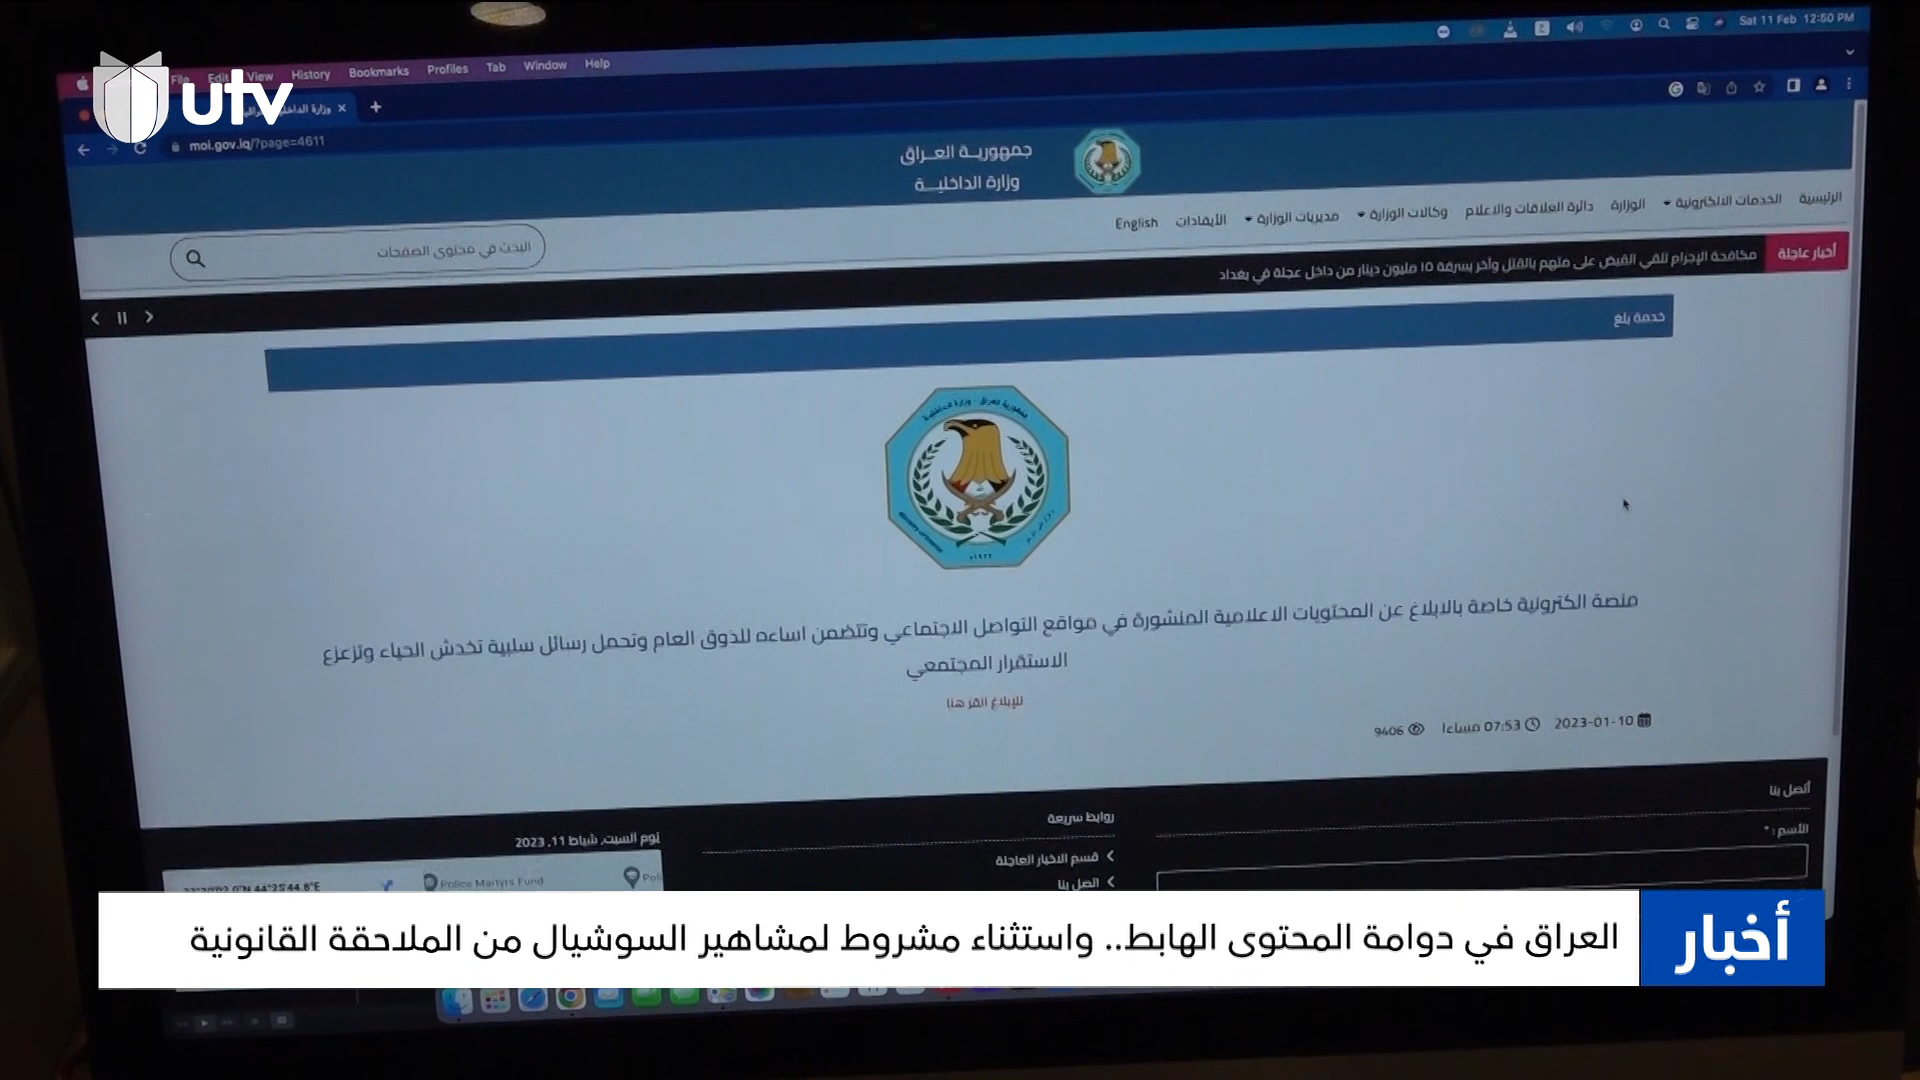 utv
File Edit View History Bookmarks Profiles Tab Window Help
Sat 11 Feb 12:50 PM
وزارة الداخلية
moi.gov.iq/?page=4611
جمهورية العراق
وزارة الداخلية
الرئيسية الخدمات الالكترونية الوزارة دائرة العلاقات والاعلام وكالات الوزارة مديريات الوزارة الأيفادات English
البحث في محتوى الصفحات
أخبار عاجلة مكافحة الإجرام تلقي القبض على متهم بالقتل وآخر بسرقة ١٥ مليون دينار من داخل عجلة في بغداد
خدمة بلغ
منصة الكترونية خاصة بالابلاغ عن المحتويات الاعلامية المنشورة في مواقع التواصل الاجتماعي وتتضمن اساءه للذوق العام وتحمل رسائل سلبية تخدش الحياء وتزعزع
الاستقرار المجتمعي
للإبلاغ انقر هنا
2023-01-10 07:53 مساءا 9406
أتصل بنا
الأسم : *
روابط سريعة
قسم الاخبار العاجلة
اتصل بنا
يوم السبت, شباط 11, 2023
Police Martyrs Fund
أخبار
العراق في دوامة المحتوى الهابط.. واستثناء مشروط لمشاهير السوشيال من الملاحقة القانونية